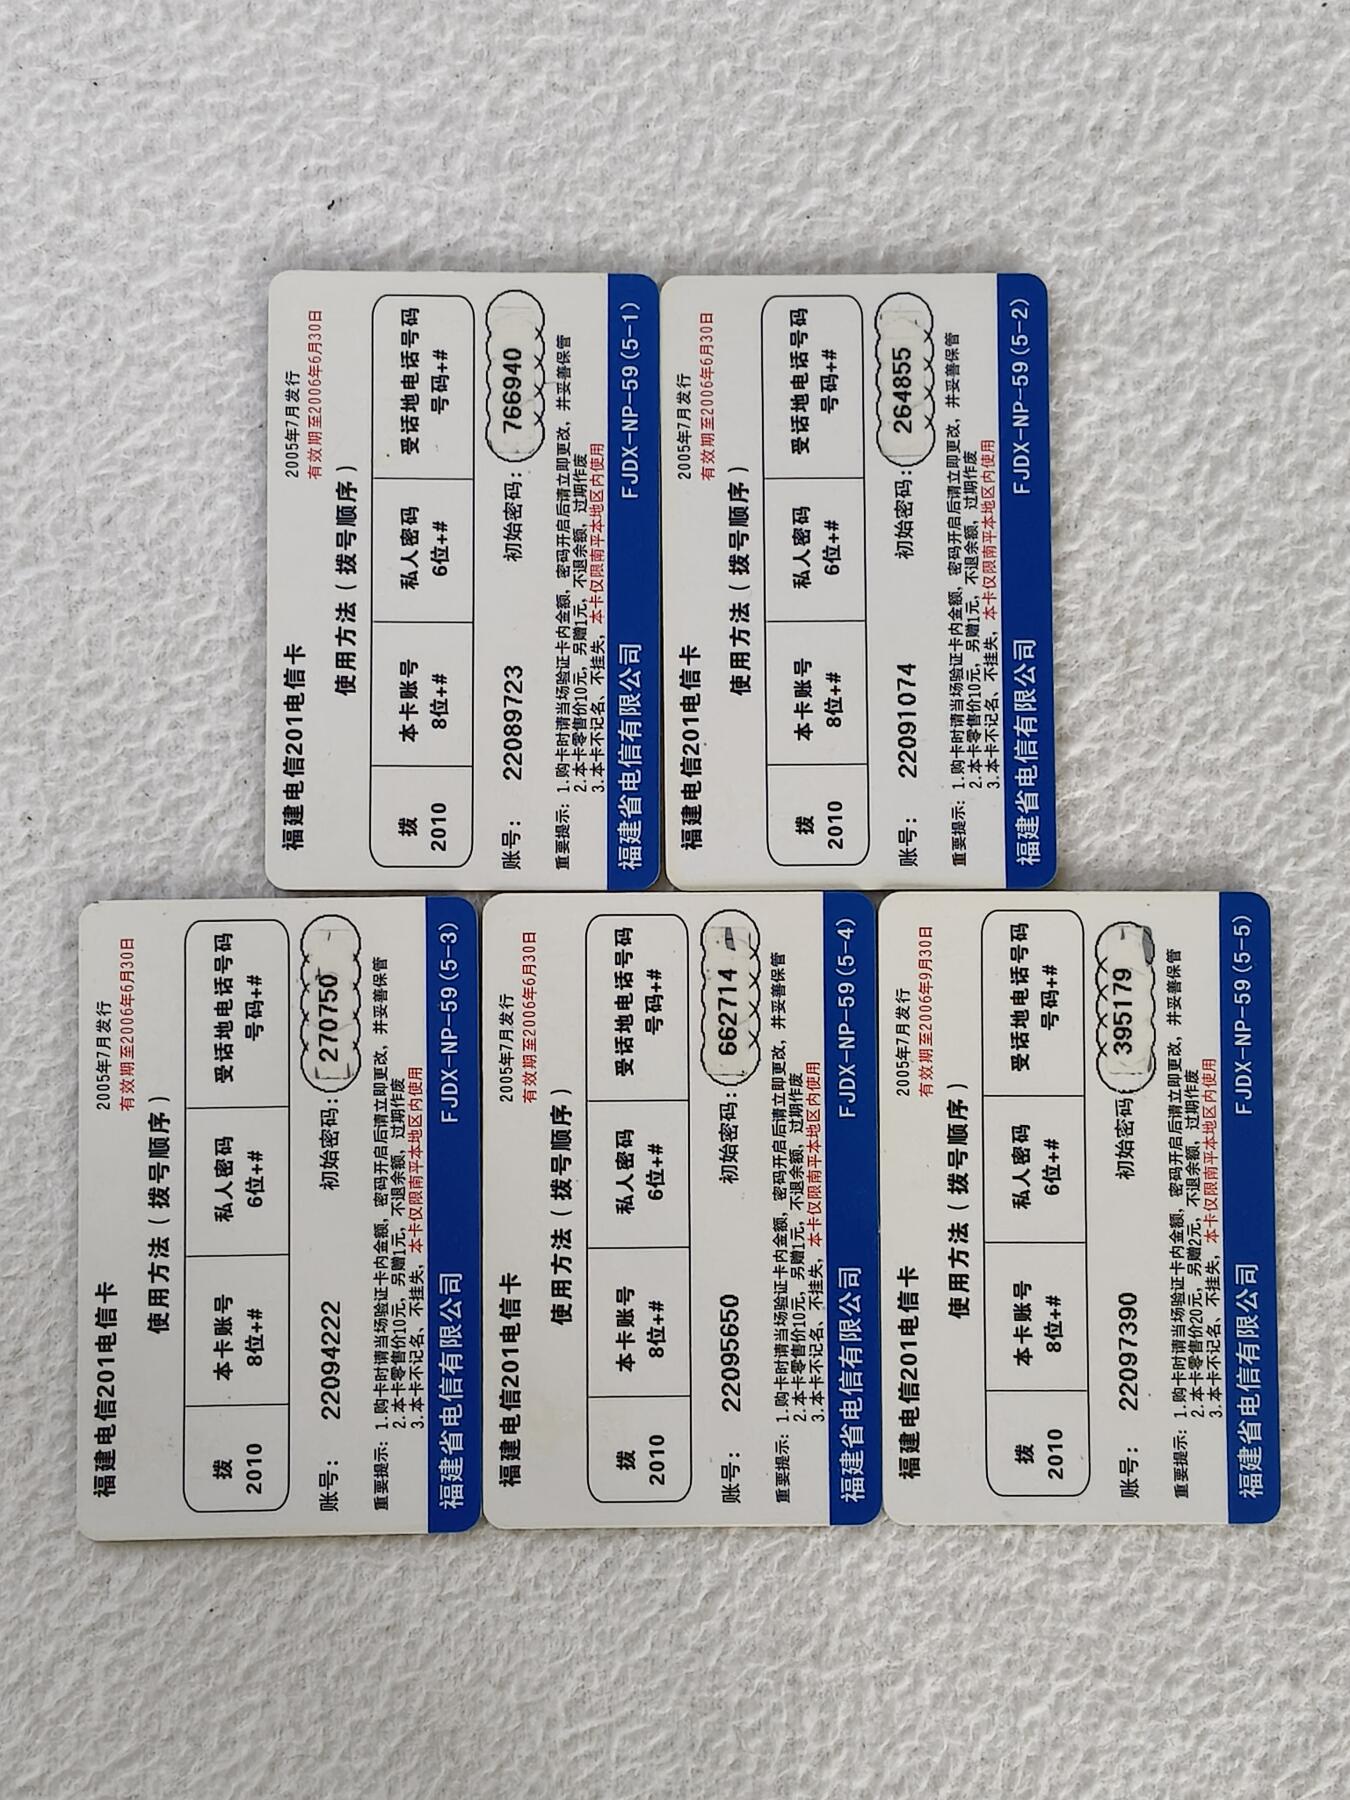 福建电信201电信卡
2005年7月发行
有效期至2006年6月30日
使用方法（拨号顺序）
拨 本卡账号 私人密码 受话地电话号码
2010 8位+# 6位+# 号码+#
账号： 22089723 初始密码： 766940
重要提示： 1.购卡时请当场验证卡内金额，密码开启后请立即更改，并妥善保管
2.本卡零售价10元，另赠1元，不退余额，过期作废
3.本卡不记名、不挂失，本卡仅限南平本地区内使用
福建省电信有限公司 FJDX-NP-59(5-1)
福建电信201电信卡
2005年7月发行
有效期至2006年6月30日
使用方法（拨号顺序）
拨 本卡账号 私人密码 受话地电话号码
2010 8位+# 6位+# 号码+#
账号： 22091074 初始密码： 264855
重要提示： 1.购卡时请当场验证卡内金额，密码开启后请立即更改，并妥善保管
2.本卡零售价10元，另赠1元，不退余额，过期作废
3.本卡不记名、不挂失，本卡仅限南平本地区内使用
福建省电信有限公司 FJDX-NP-59(5-2)
福建电信201电信卡
2005年7月发行
有效期至2006年6月30日
使用方法（拨号顺序）
拨 本卡账号 私人密码 受话地电话号码
2010 8位+# 6位+# 号码+#
账号： 22094222 初始密码： 270750
重要提示： 1.购卡时请当场验证卡内金额，密码开启后请立即更改，并妥善保管
2.本卡零售价10元，另赠1元，不退余额，过期作废
3.本卡不记名、不挂失，本卡仅限南平本地区内使用
福建省电信有限公司 FJDX-NP-59(5-3)
福建电信201电信卡
2005年7月发行
有效期至2006年6月30日
使用方法（拨号顺序）
拨 本卡账号 私人密码 受话地电话号码
2010 8位+# 6位+# 号码+#
账号： 22095650 初始密码： 662714
重要提示： 1.购卡时请当场验证卡内金额，密码开启后请立即更改，并妥善保管
2.本卡零售价10元，另赠1元，不退余额，过期作废
3.本卡不记名、不挂失，本卡仅限南平本地区内使用
福建省电信有限公司 FJDX-NP-59(5-4)
福建电信201电信卡
2005年7月发行
有效期至2006年9月30日
使用方法（拨号顺序）
拨 本卡账号 私人密码 受话地电话号码
2010 8位+# 6位+# 号码+#
账号： 22097390 初始密码 395179
重要提示： 1.购卡时请当场验证卡内金额，密码开启后请立即更改，并妥善保管
2.本卡零售价20元，另赠2元，不退余额，过期作废
3.本卡不记名、不挂失，本卡仅限南平本地区内使用
福建省电信有限公司 FJDX-NP-59(5-5)